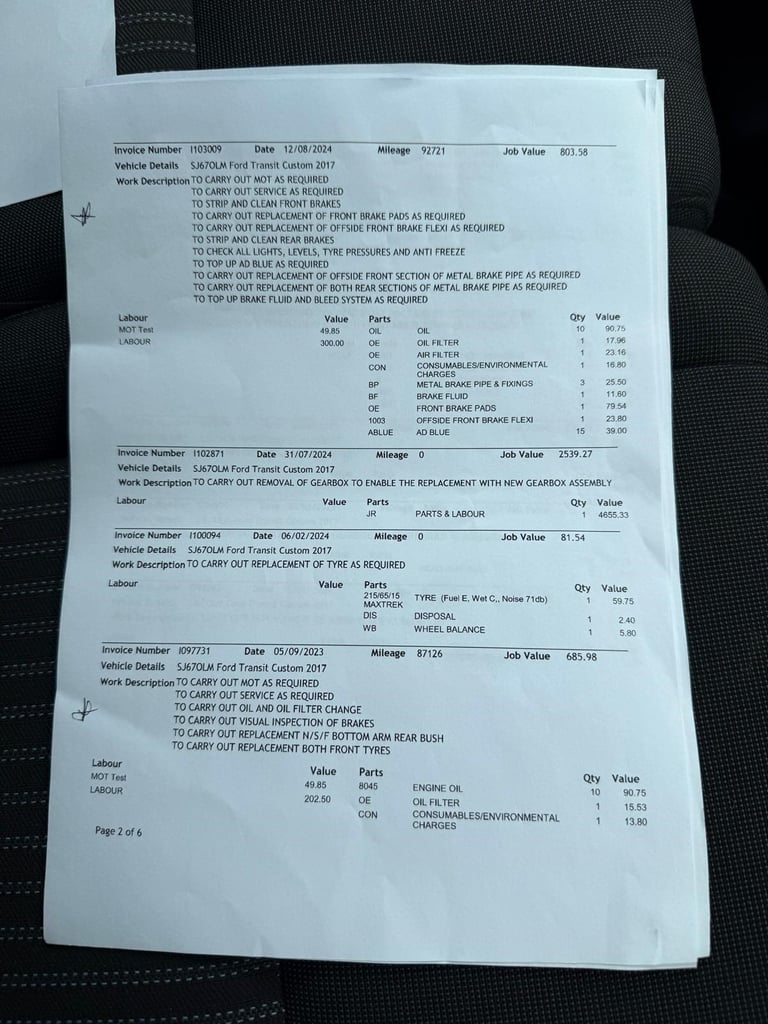 Invoice Number I103009 Date 12/08/2024 Mileage 92721 Job Value 803.58
Vehicle Details SJ67OLM Ford Transit Custom 2017
Work Description TO CARRY OUT MOT AS REQUIRED
TO CARRY OUT SERVICE AS REQUIRED
TO STRIP AND CLEAN FRONT BRAKES
TO CARRY OUT REPLACEMENT OF FRONT BRAKE PADS AS REQUIRED
TO CARRY OUT REPLACEMENT OF OFFSIDE FRONT BRAKE FLEXI AS REQUIRED
TO STRIP AND CLEAN REAR BRAKES
TO CHECK ALL LIGHTS, LEVELS, TYRE PRESSURES AND ANTI FREEZE
TO TOP UP AD BLUE AS REQUIRED
TO CARRY OUT REPLACEMENT OF OFFSIDE FRONT SECTION OF METAL BRAKE PIPE AS REQUIRED
TO CARRY OUT REPLACEMENT OF BOTH REAR SECTIONS OF METAL BRAKE PIPE AS REQUIRED
TO TOP UP BRAKE FLUID AND BLEED SYSTEM AS REQUIRED
Labour Value Parts Qty Value
MOT Test 49.85 OIL OIL 10 90.75
LABOUR 300.00 OE OIL FILTER 1 17.96
OE AIR FILTER 1 23.16
CON CONSUMABLES/ENVIRONMENTAL 1 16.80
CHARGES
BP METAL BRAKE PIPE & FIXINGS 3 25.50
BF BRAKE FLUID 1 11.60
OE FRONT BRAKE PADS 1 79.54
1003 OFFSIDE FRONT BRAKE FLEXI 1 23.80
ABLUE AD BLUE 15 39.00
Invoice Number I102871 Date 31/07/2024 Mileage 0 Job Value 2539.27
Vehicle Details SJ67OLM Ford Transit Custom 2017
Work Description TO CARRY OUT REMOVAL OF GEARBOX TO ENABLE THE REPLACEMENT WITH NEW GEARBOX ASSEMBLY
Labour Value Parts Qty Value
JR PARTS & LABOUR 1 4655.33
Invoice Number I100094 Date 06/02/2024 Mileage 0 Job Value 81.54
Vehicle Details SJ67OLM Ford Transit Custom 2017
Work Description TO CARRY OUT REPLACEMENT OF TYRE AS REQUIRED
Labour Value Parts Qty Value
215/65/15 TYRE (Fuel E, Wet C,, Noise 71db) 1 59.75
MAXTREK
DIS DISPOSAL 1 2.40
WB WHEEL BALANCE 1 5.80
Invoice Number I097731 Date 05/09/2023 Mileage 87126 Job Value 685.98
Vehicle Details SJ67OLM Ford Transit Custom 2017
Work Description TO CARRY OUT MOT AS REQUIRED
TO CARRY OUT SERVICE AS REQUIRED
TO CARRY OUT OIL AND OIL FILTER CHANGE
TO CARRY OUT VISUAL INSPECTION OF BRAKES
TO CARRY OUT REPLACEMENT N/S/F BOTTOM ARM REAR BUSH
TO CARRY OUT REPLACEMENT BOTH FRONT TYRES
Labour Value Parts Qty Value
MOT Test 49.85 8045 ENGINE OIL 10 90.75
LABOUR 202.50 OE OIL FILTER 1 15.53
CON CONSUMABLES/ENVIRONMENTAL 1 13.80
CHARGES
Page 2 of 6